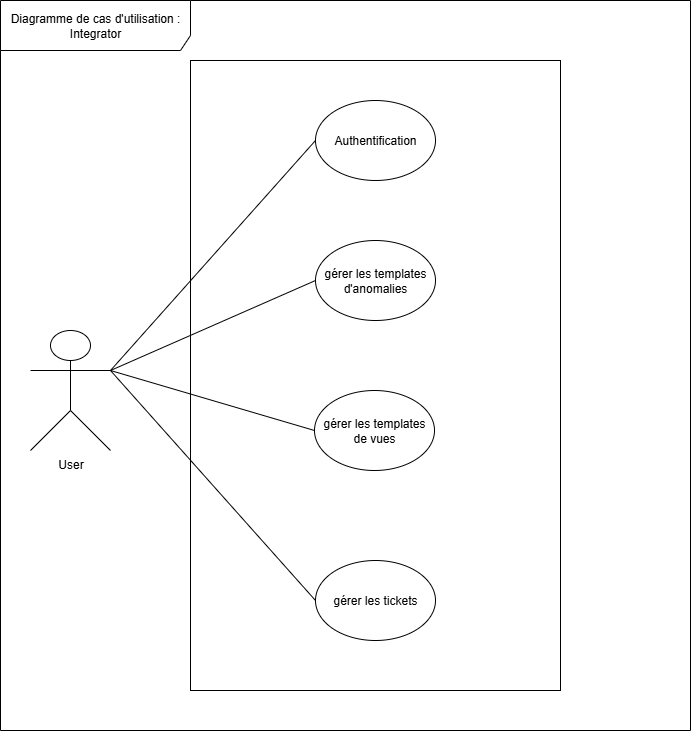 Diagramme de cas d'utilisation :
Integrator
Authentification
gérer les templates
d'anomalies
gérer les templates
de vues
User
gérer les tickets